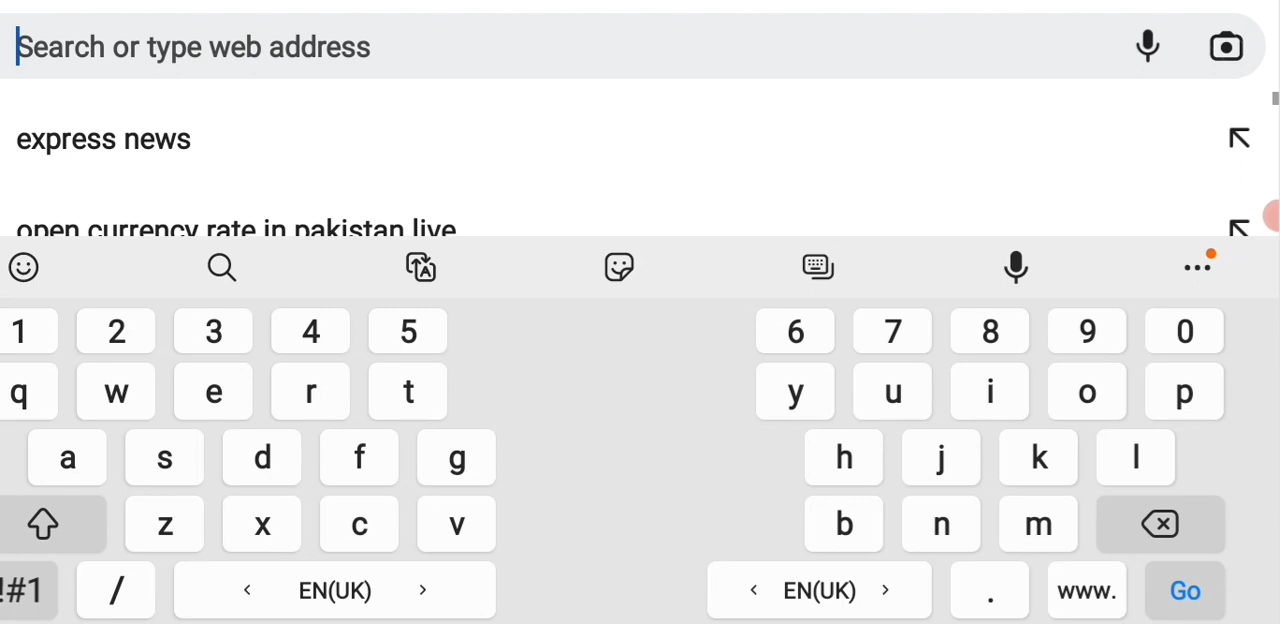 Search or type web address
express news
open currency rate in pakistan live
1 2 3 4 5 6 7 8 9 0
q w e r t y u i o p
a s d f g h j k l
z x c v b n m
!#1 / < EN(UK) > < EN(UK) > . www. Go